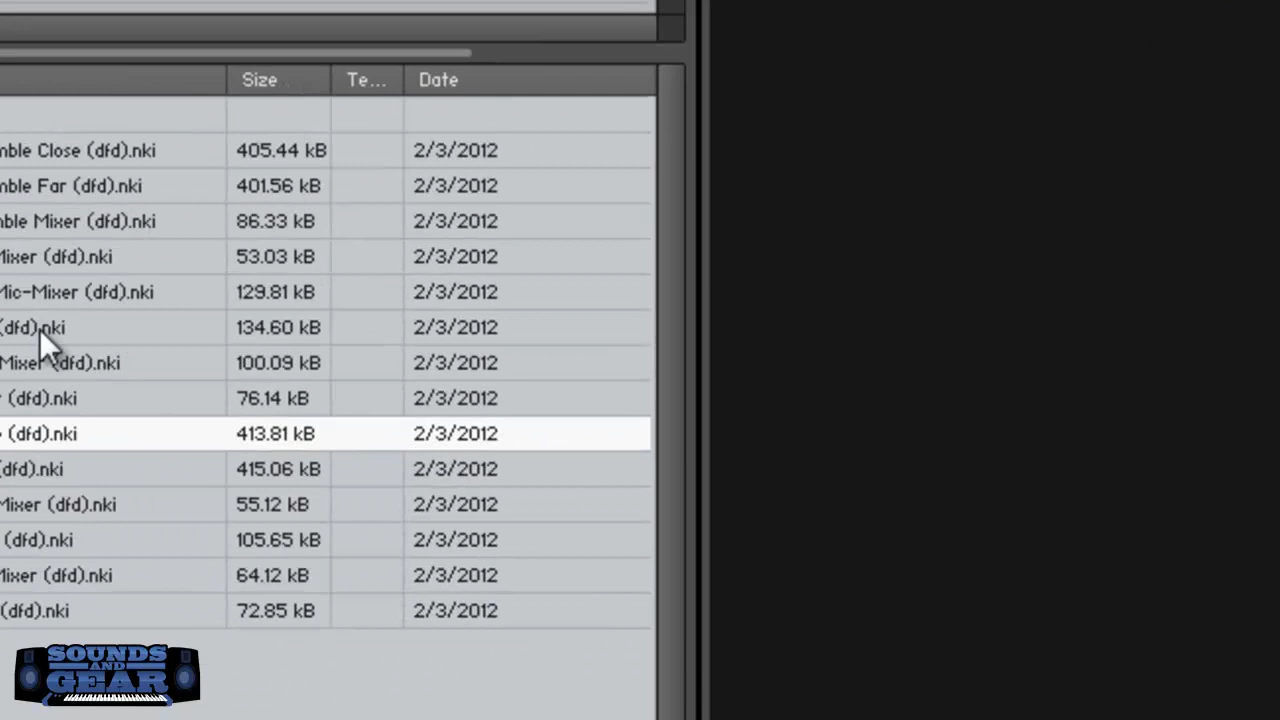 Size Te... Date
mble Close (dfd).nki 405.44 kB 2/3/2012
mble Far (dfd).nki 401.56 kB 2/3/2012
mble Mixer (dfd).nki 86.33 kB 2/3/2012
Mixer (dfd).nki 53.03 kB 2/3/2012
Mic-Mixer (dfd).nki 129.81 kB 2/3/2012
(dfd).nki 134.60 kB 2/3/2012
Mixer (dfd).nki 100.09 kB 2/3/2012
(dfd).nki 76.14 kB 2/3/2012
(dfd).nki 413.81 kB 2/3/2012
(dfd).nki 415.06 kB 2/3/2012
Mixer (dfd).nki 55.12 kB 2/3/2012
(dfd).nki 105.65 kB 2/3/2012
Mixer (dfd).nki 64.12 kB 2/3/2012
(dfd).nki 72.85 kB 2/3/2012
SOUNDS
AND
GEAR